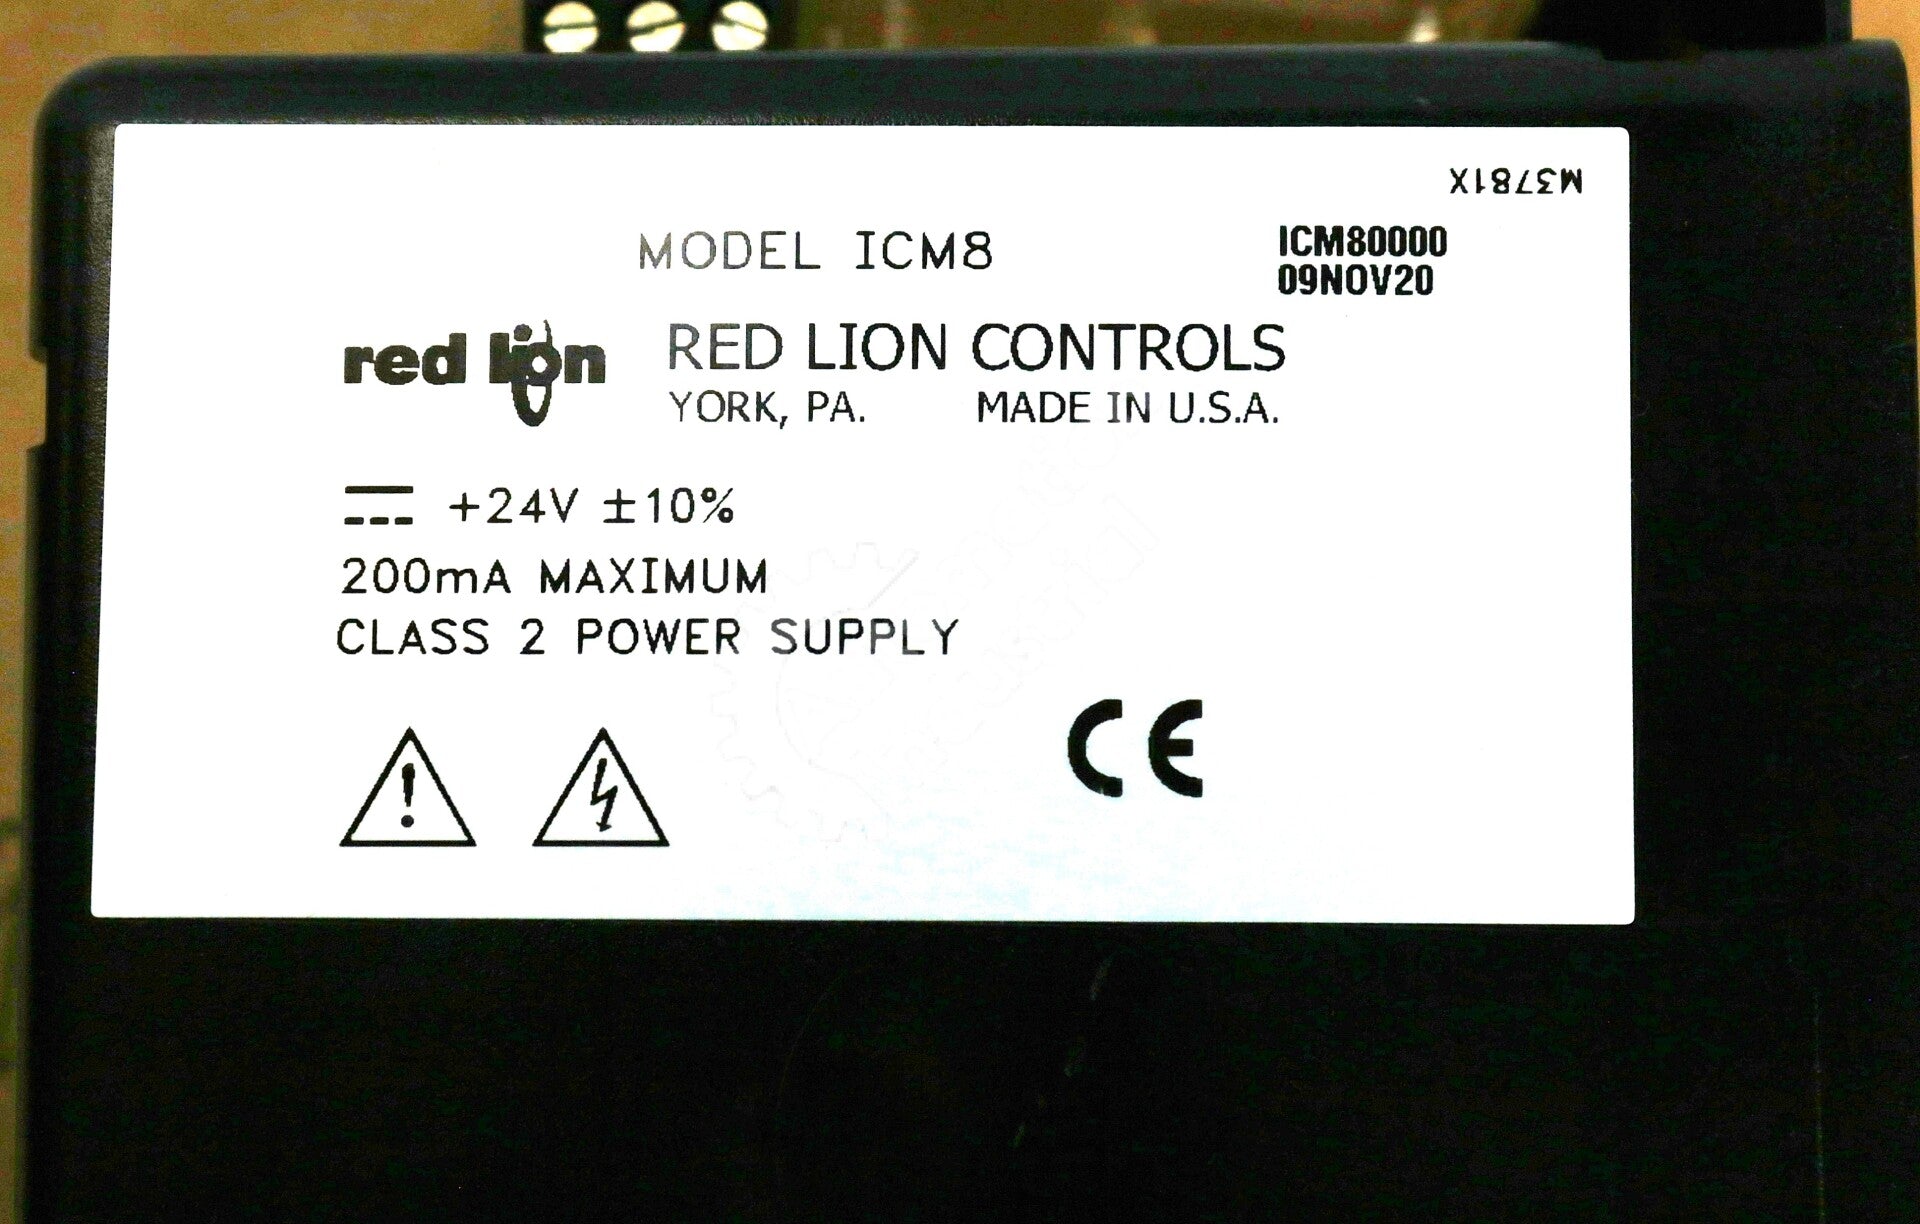 M3781X
MODEL ICM8
ICM80000
09NOV20
red lion
RED LION CONTROLS
YORK, PA. MADE IN U.S.A.
+24V ±10%
200mA MAXIMUM
CLASS 2 POWER SUPPLY
CE